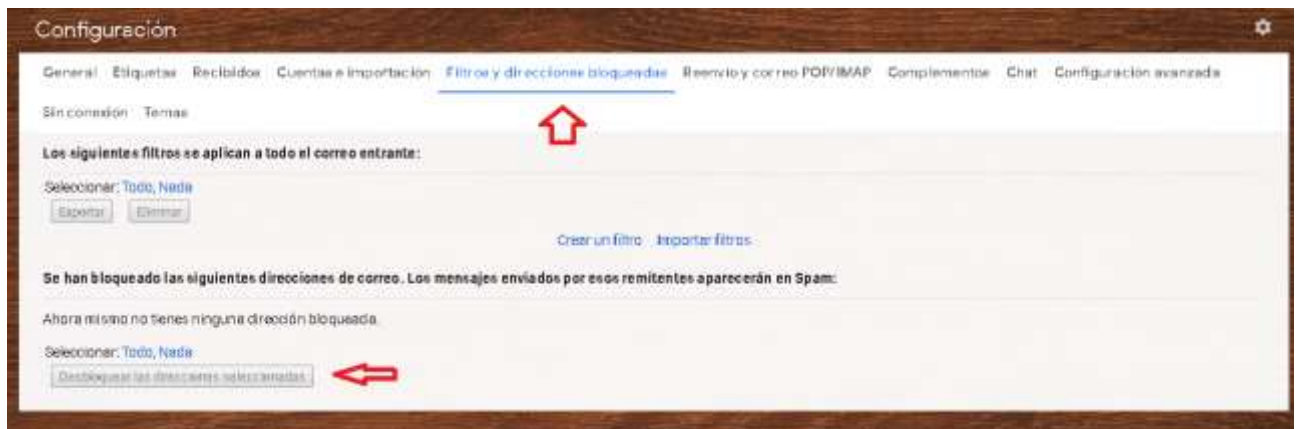 Configuración
General Etiquetas Recibidos Cuentas e importación Filtros y direcciones bloqueadas Reenvío y correo POP/IMAP Complementos Chat Configuración avanzada
Sin conexión Temas
Los siguientes filtros se aplican a todo el correo entrante:
Seleccionar: Todo, Nada
Exportar Eliminar
Crear un filtro Importar filtros
Se han bloqueado las siguientes direcciones de correo. Los mensajes enviados por esos remitentes aparecerán en Spam:
Ahora mismo no tienes ninguna dirección bloqueada.
Seleccionar: Todo, Nada
Desbloquear las direcciones seleccionadas